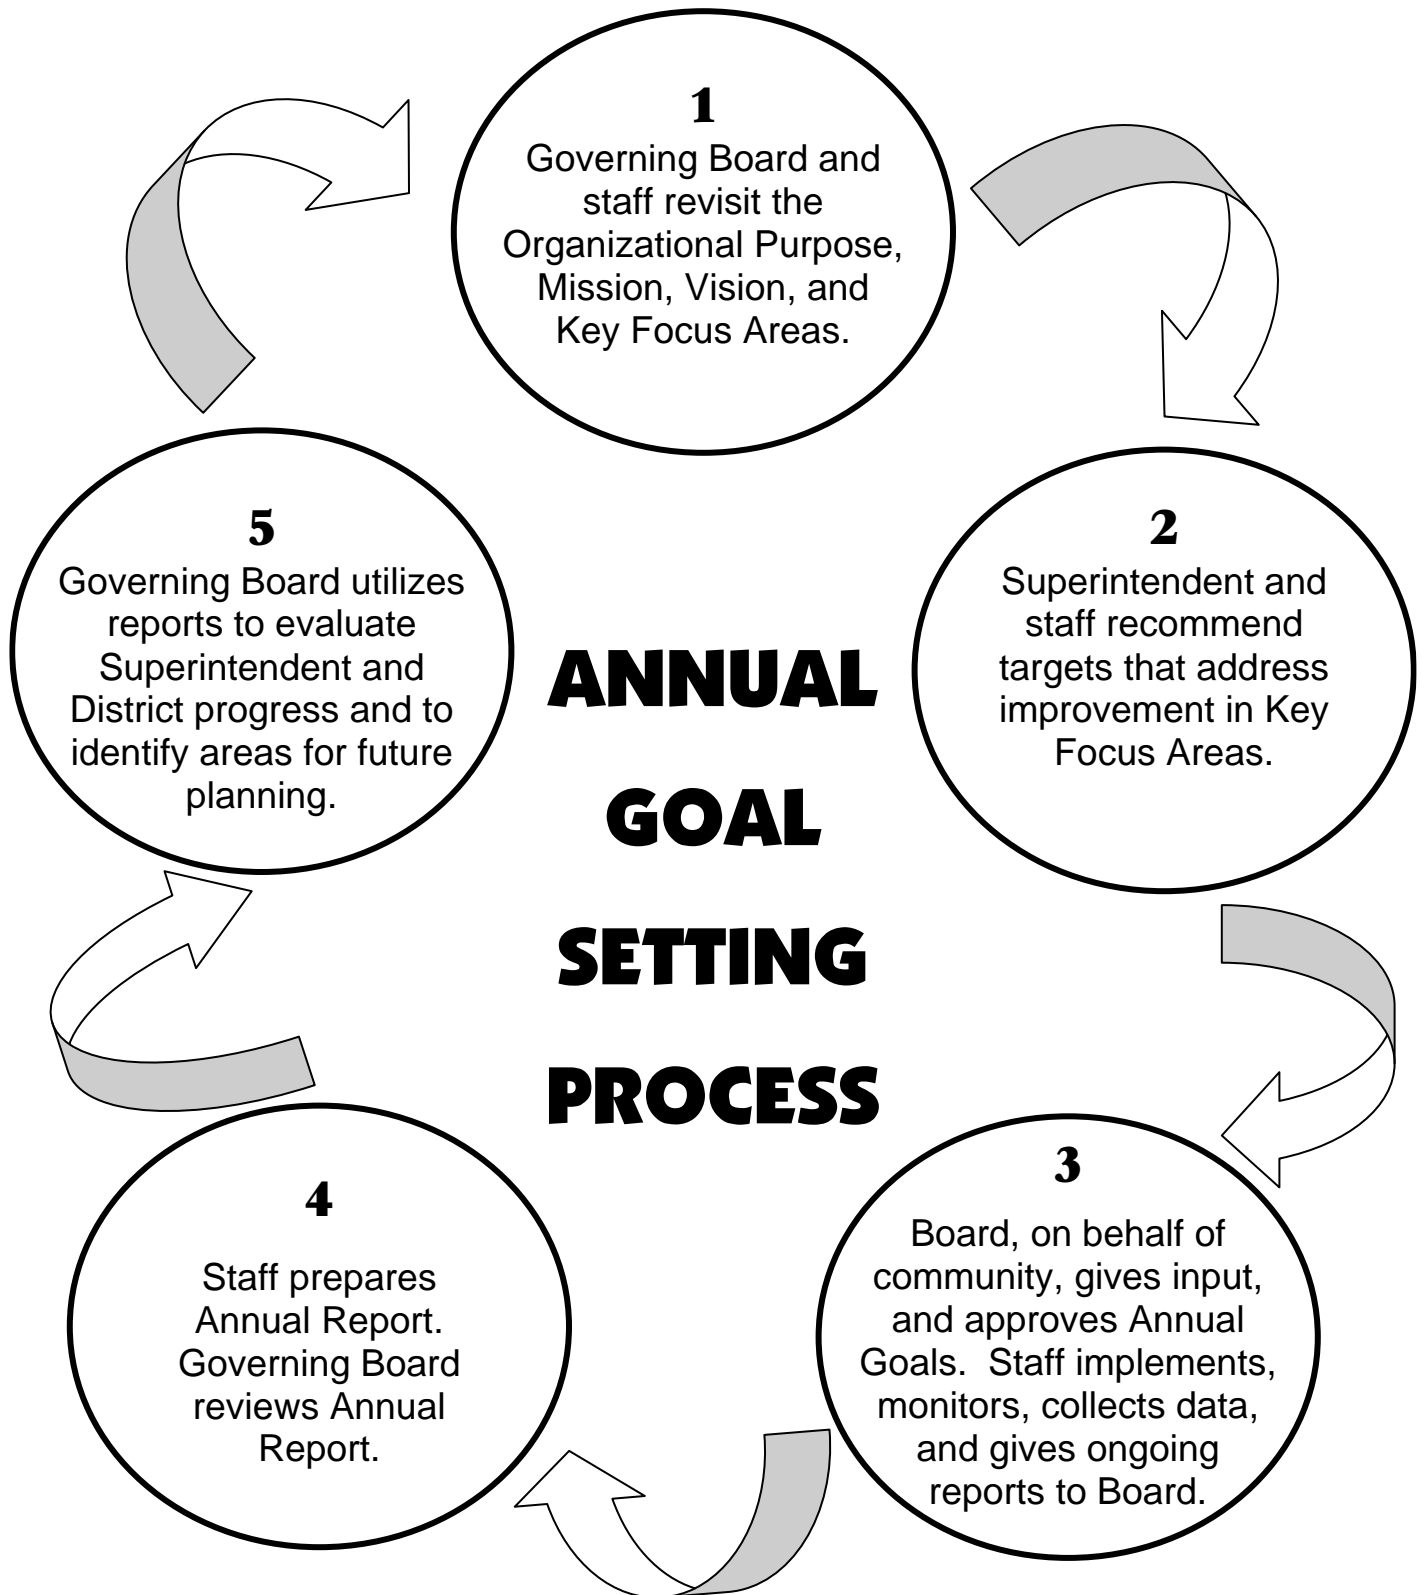 1
Governing Board and
staff revisit the
Organizational Purpose,
Mission, Vision, and
Key Focus Areas.
2
Superintendent and
staff recommend
targets that address
improvement in Key
Focus Areas.
3
Board, on behalf of
community, gives input,
and approves Annual
Goals.  Staff implements,
monitors, collects data,
and gives ongoing
reports to Board.
4
Staff prepares
Annual Report.
Governing Board
reviews Annual
Report.
5
Governing Board utilizes
reports to evaluate
Superintendent and
District progress and to
identify areas for future
planning.
ANNUAL
GOAL
SETTING
PROCESS